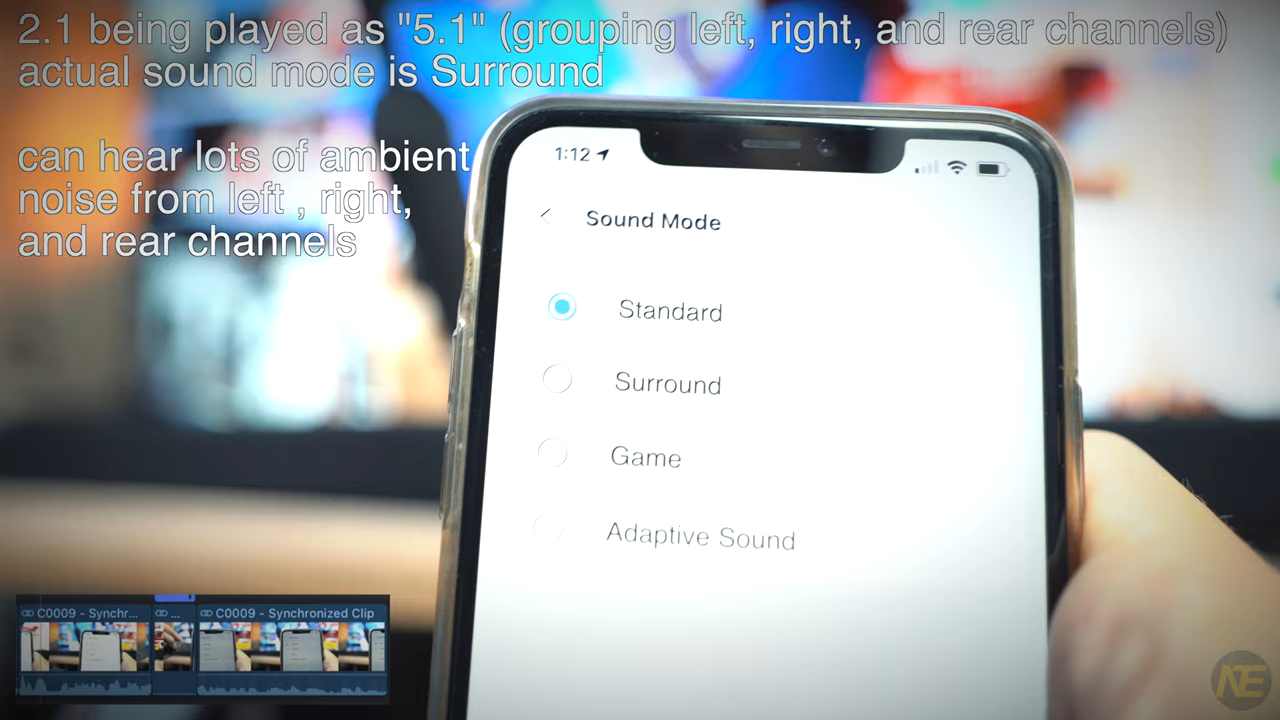 2.1 being played as "5.1" (grouping left, right, and rear channels)
actual sound mode is Surround
can hear lots of ambient
noise from left , right,
and rear channels
1:12
Sound Mode
Standard
Surround
Game
Adaptive Sound
C0009 - Synchr... ... C0009 - Synchronized Clip
NE